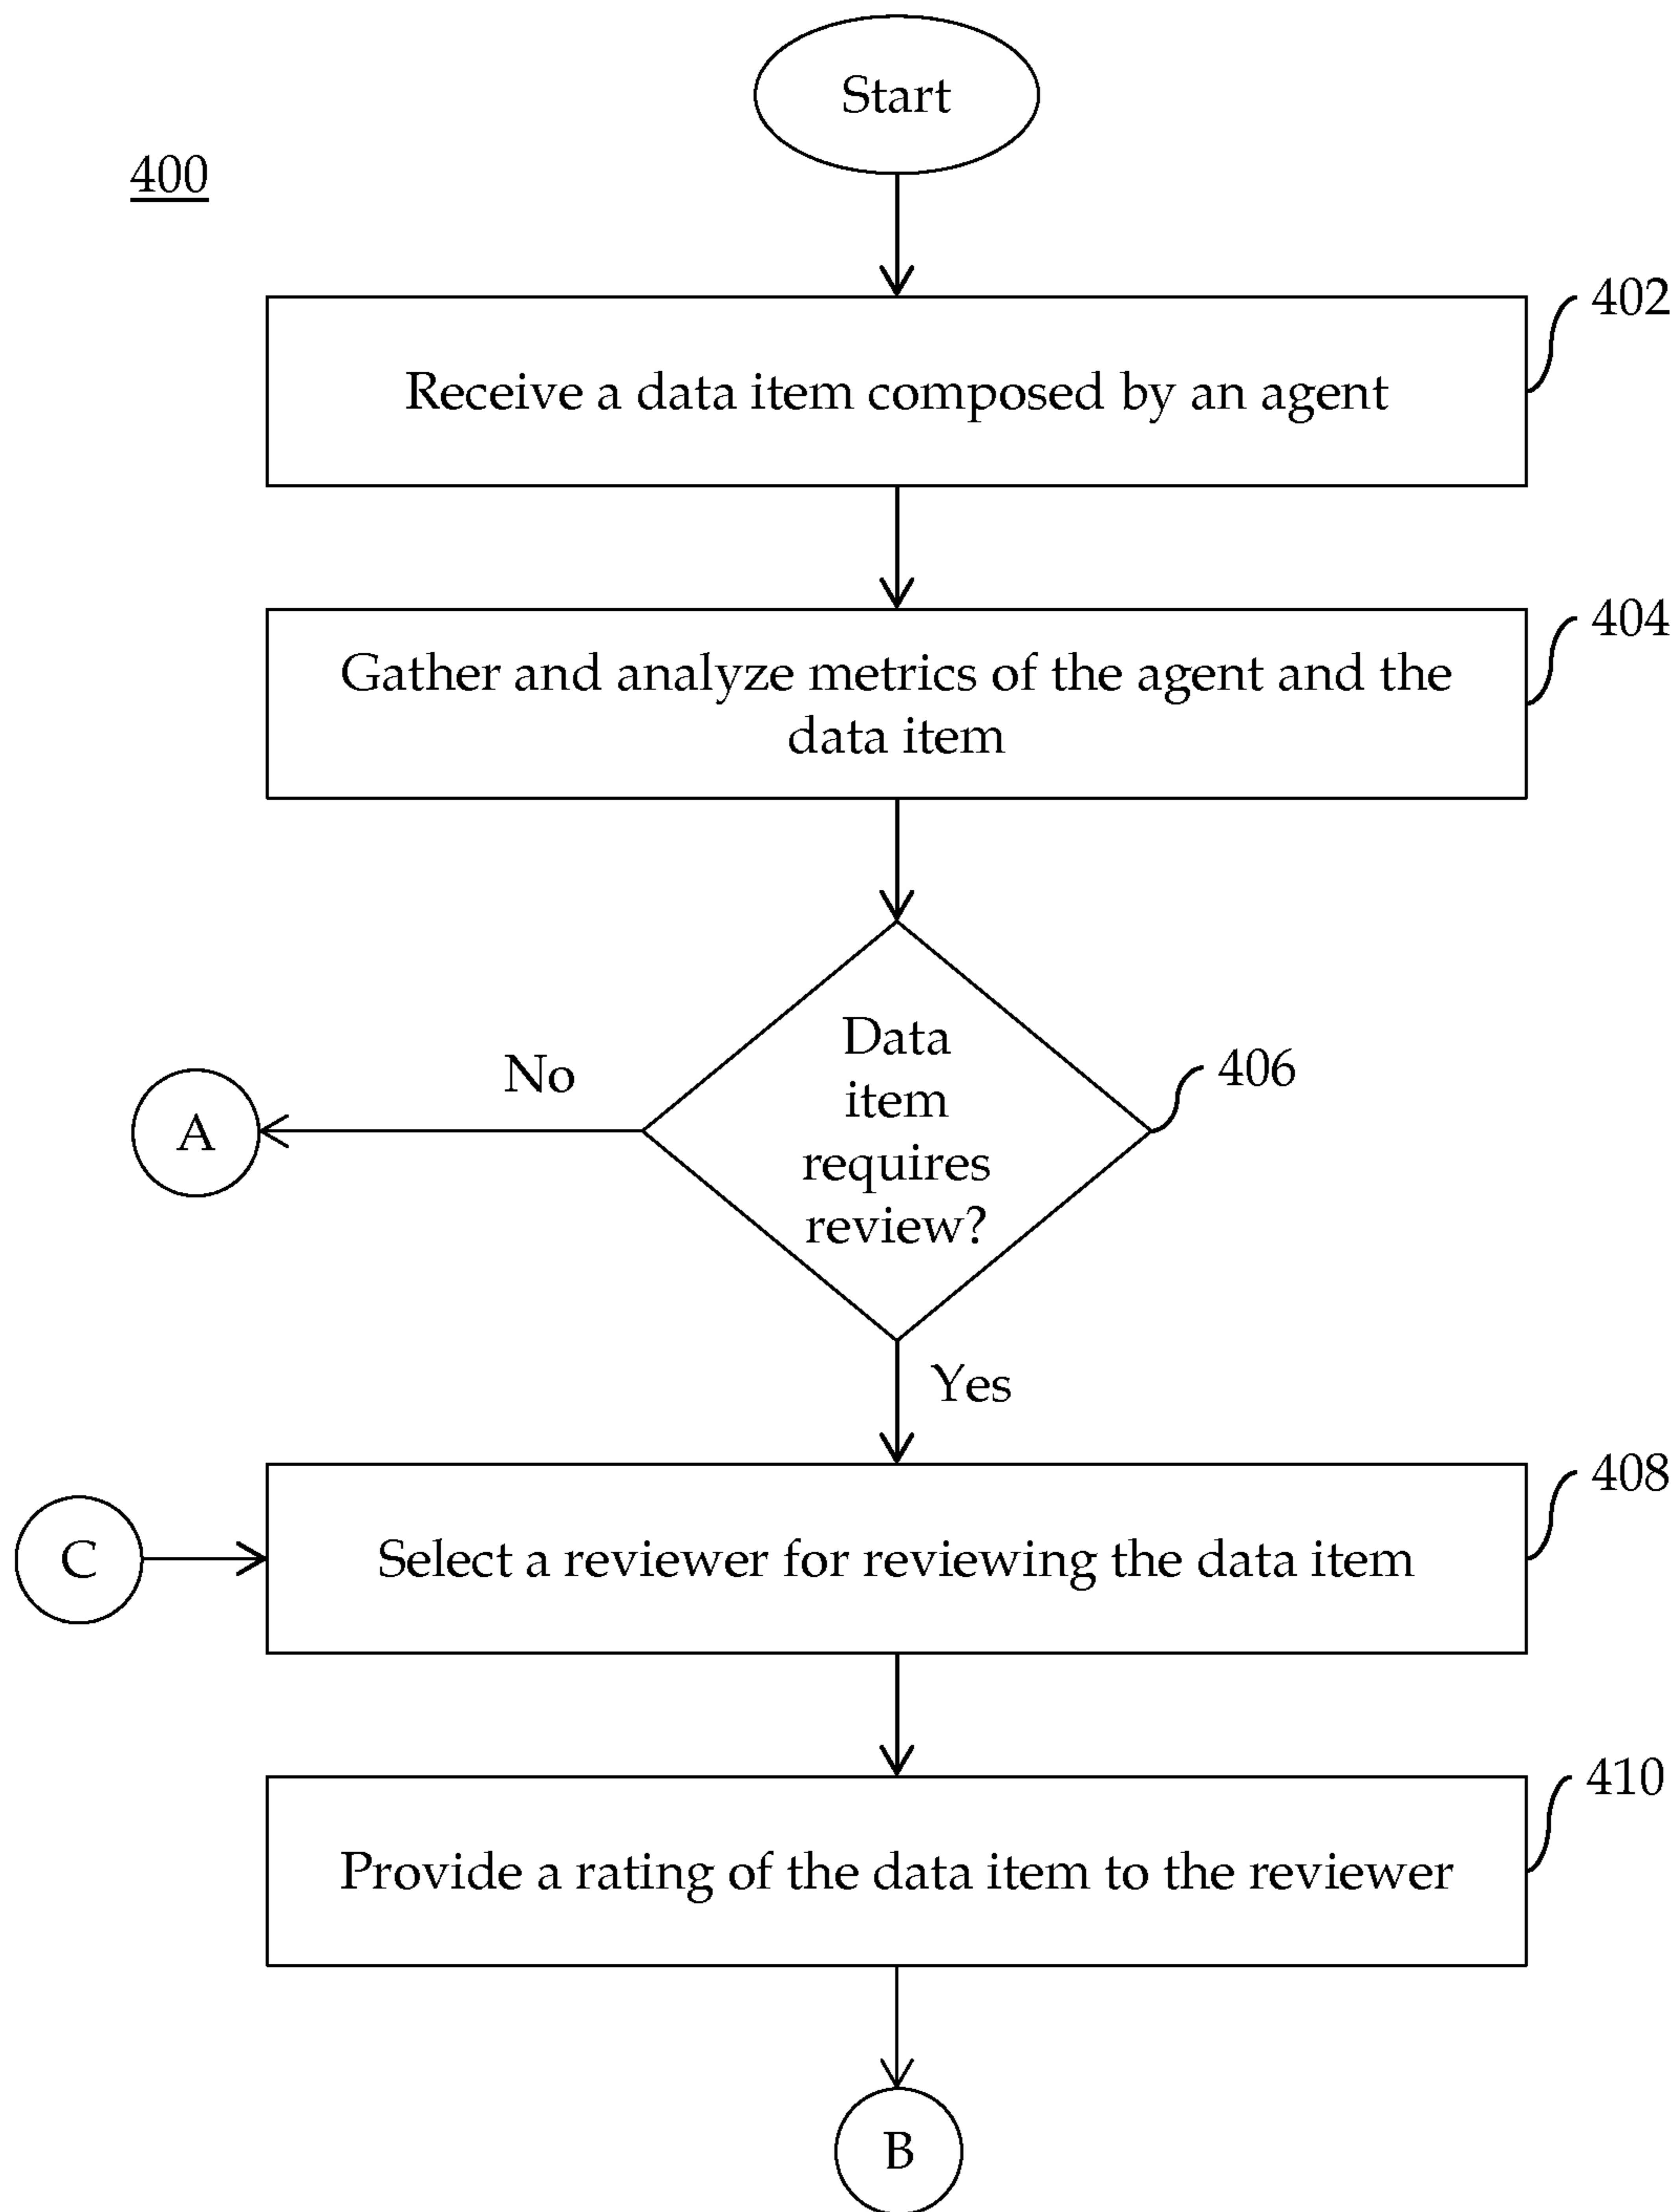 Start
400
402
Receive a data item composed by an agent
404
Gather and analyze metrics of the agent and the
data item
Data
item
requires
review?
406
No
A
Yes
408
C
Select a reviewer for reviewing the data item
410
Provide a rating of the data item to the reviewer
B